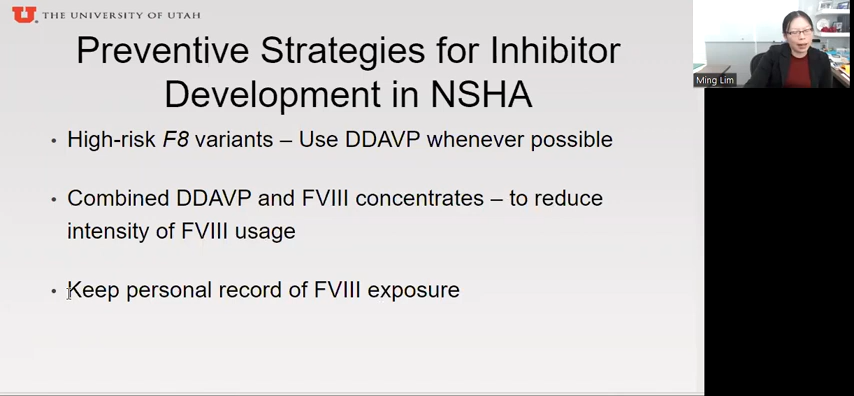 THE UNIVERSITY OF UTAH
Preventive Strategies for Inhibitor
Development in NSHA
• High-risk F8 variants – Use DDAVP whenever possible
• Combined DDAVP and FVIII concentrates – to reduce
intensity of FVIII usage
• Keep personal record of FVIII exposure
Ming Lim